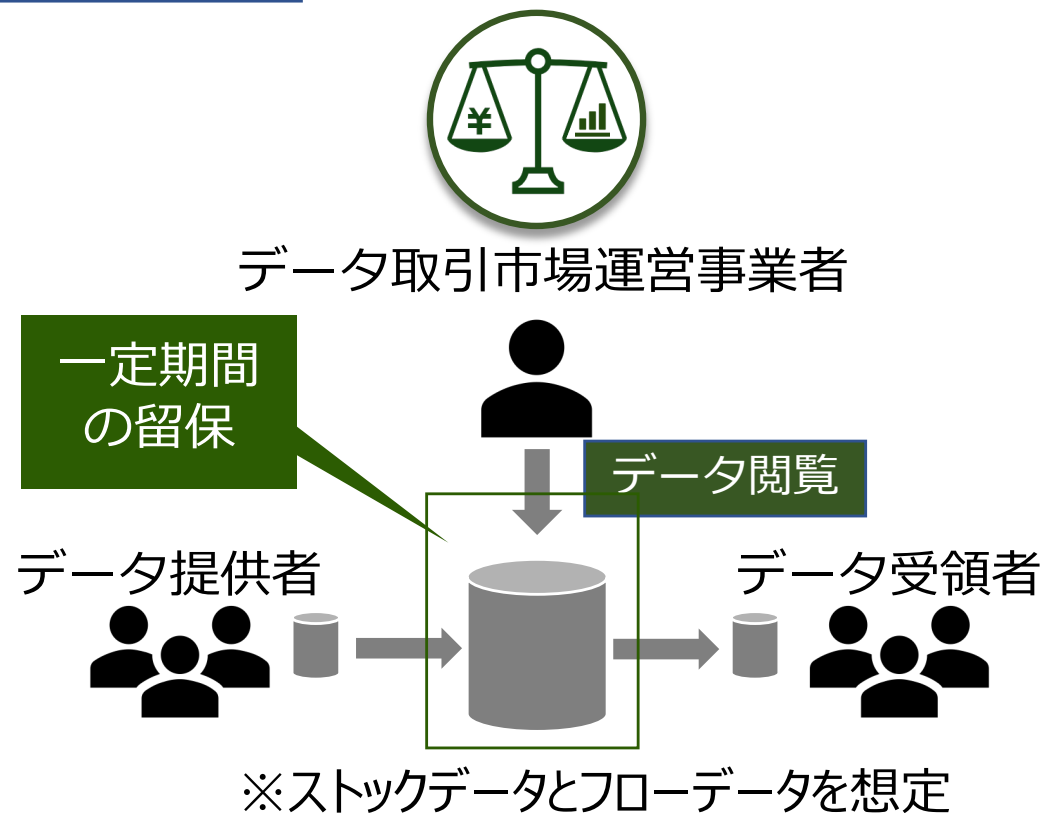 ¥
データ取引市場運営事業者
一定期間
の留保
データ閲覧
データ提供者
データ受領者
※ストックデータとフローデータを想定